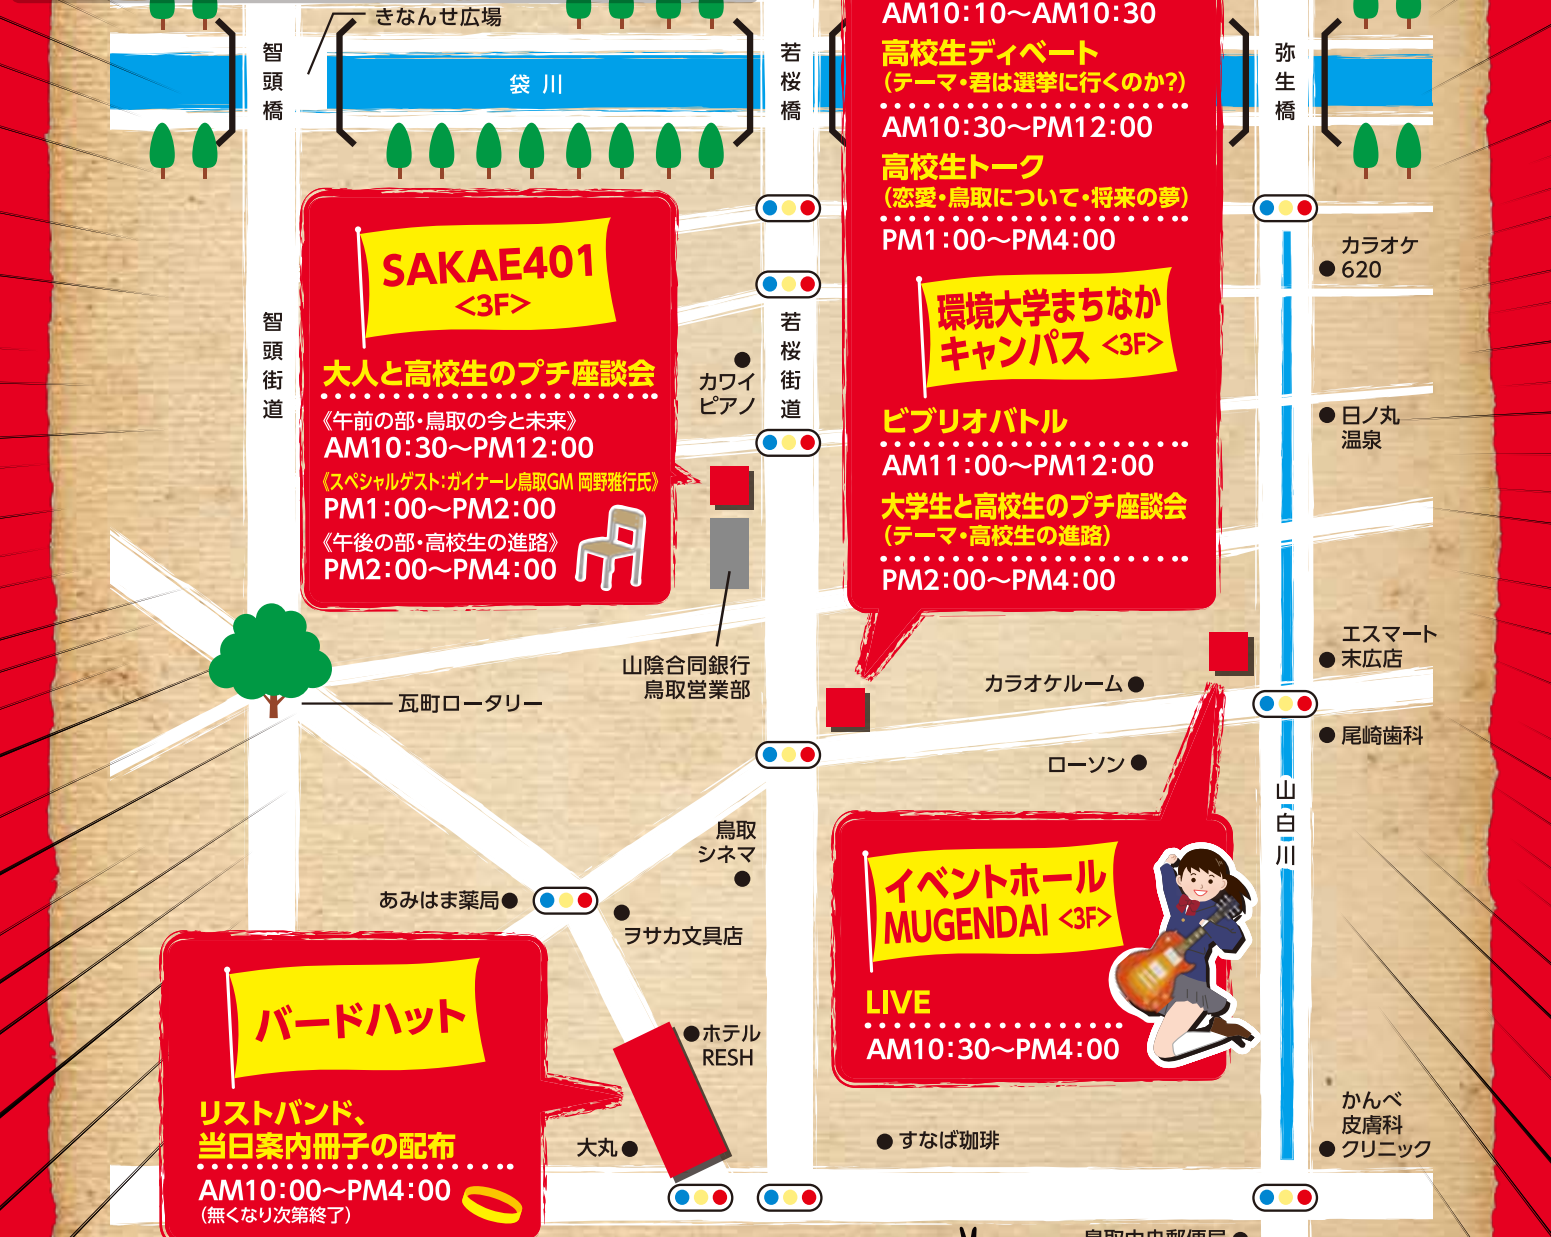 きなんせ広場
智頭橋
袋川
若桜橋
弥生橋
AM10:10〜AM10:30
高校生ディベート
(テーマ・君は選挙に行くのか?)
AM10:30〜PM12:00
高校生トーク
(恋愛・鳥取について・将来の夢)
PM1:00〜PM4:00
環境大学まちなか
キャンパス <3F>
ビブリオバトル
AM11:00〜PM12:00
大学生と高校生のプチ座談会
(テーマ・高校生の進路)
PM2:00〜PM4:00
SAKAE401
<3F>
大人と高校生のプチ座談会
《午前の部・鳥取の今と未来》
AM10:30〜PM12:00
《スペシャルゲスト:ガイナーレ鳥取GM 岡野雅行氏》
PM1:00〜PM2:00
《午後の部・高校生の進路》
PM2:00〜PM4:00
智頭街道
若桜街道
カワイ
ピアノ
カラオケ
620
日ノ丸
温泉
山陰合同銀行
鳥取営業部
瓦町ロータリー
カラオケルーム
エスマート
末広店
尾崎歯科
ローソン
山白川
鳥取
シネマ
あみはま薬局
ヲサカ文具店
イベントホール
MUGENDAI <3F>
LIVE
AM10:30〜PM4:00
バードハット
リストバンド、
当日案内冊子の配布
AM10:00〜PM4:00
(無くなり次第終了)
ホテル
RESH
大丸
すなば珈琲
かんべ
皮膚科
クリニック
鳥取中央郵便局